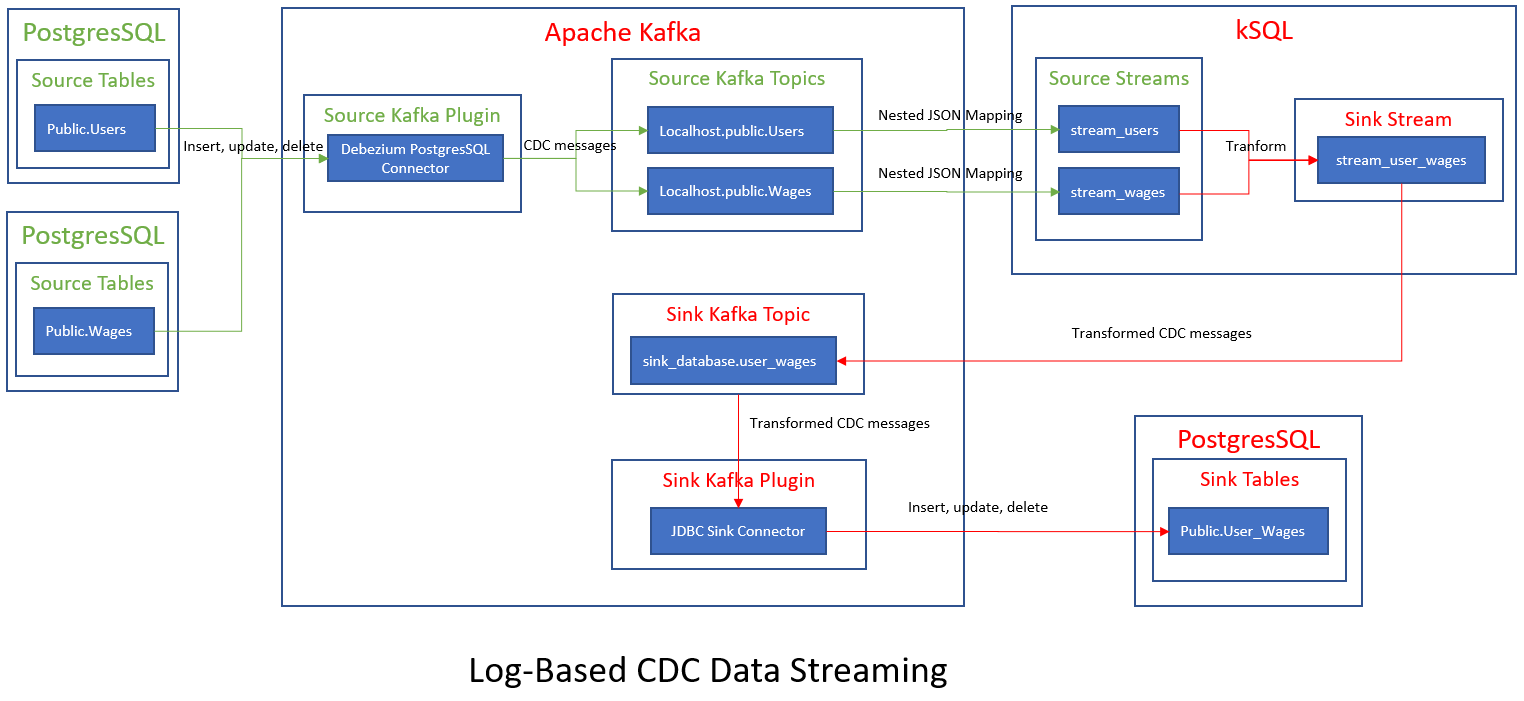 PostgresSQL
Source Tables
Public.Users
PostgresSQL
Source Tables
Public.Wages
Insert, update, delete
Apache Kafka
Source Kafka Plugin
Debezium PostgresSQL
Connector
CDC messages
Source Kafka Topics
Localhost.public.Users
Localhost.public.Wages
Nested JSON Mapping
Nested JSON Mapping
kSQL
Source Streams
stream_users
stream_wages
Tranform
Sink Stream
stream_user_wages
Transformed CDC messages
Sink Kafka Topic
sink_database.user_wages
Transformed CDC messages
Sink Kafka Plugin
JDBC Sink Connector
Insert, update, delete
PostgresSQL
Sink Tables
Public.User_Wages
Log-Based CDC Data Streaming